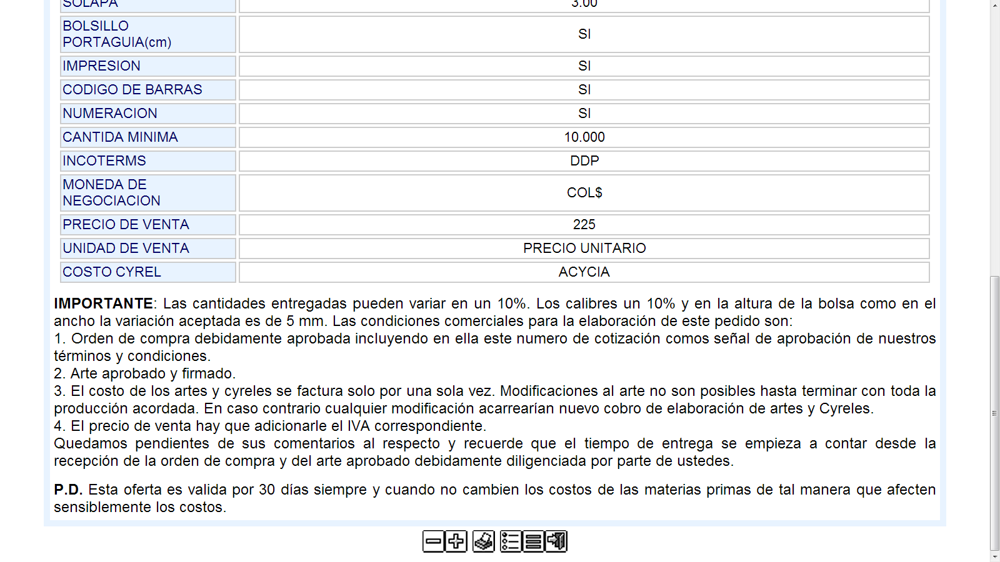 SOLAPA 3.00
BOLSILLO
PORTAGUIA(cm) SI
IMPRESION SI
CODIGO DE BARRAS SI
NUMERACION SI
CANTIDA MINIMA 10.000
INCOTERMS DDP
MONEDA DE
NEGOCIACION COL$
PRECIO DE VENTA 225
UNIDAD DE VENTA PRECIO UNITARIO
COSTO CYREL ACYCIA
IMPORTANTE: Las cantidades entregadas pueden variar en un 10%. Los calibres un 10% y en la altura de la bolsa como en el
ancho la variación aceptada es de 5 mm. Las condiciones comerciales para la elaboración de este pedido son:
1. Orden de compra debidamente aprobada incluyendo en ella este numero de cotización comos señal de aprobación de nuestros
términos y condiciones.
2. Arte aprobado y firmado.
3. El costo de los artes y cyreles se factura solo por una sola vez. Modificaciones al arte no son posibles hasta terminar con toda la
producción acordada. En caso contrario cualquier modificación acarrearían nuevo cobro de elaboración de artes y Cyreles.
4. El precio de venta hay que adicionarle el IVA correspondiente.
Quedamos pendientes de sus comentarios al respecto y recuerde que el tiempo de entrega se empieza a contar desde la
recepción de la orden de compra y del arte aprobado debidamente diligenciada por parte de ustedes.
P.D. Esta oferta es valida por 30 días siempre y cuando no cambien los costos de las materias primas de tal manera que afecten
sensiblemente los costos.